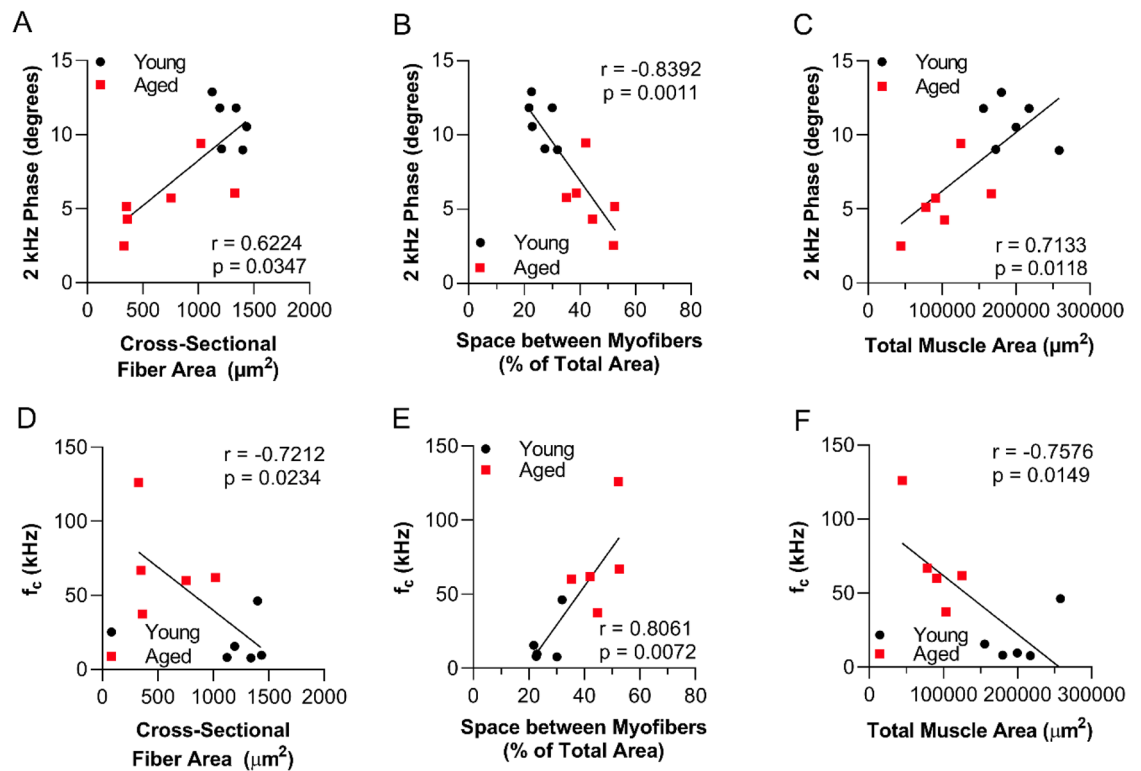 A
Young
Aged
2 kHz Phase (degrees)
15
10
5
0
r = 0.6224
p = 0.0347
0 500 1000 1500 2000
Cross-Sectional
Fiber Area (µm²)
B
r = -0.8392
p = 0.0011
2 kHz Phase (degrees)
15
10
5
0
Young
Aged
0 20 40 60 80
Space between Myofibers
(% of Total Area)
C
Young
Aged
2 kHz Phase (degrees)
15
10
5
0
r = 0.7133
p = 0.0118
0 100000 200000 300000
Total Muscle Area (µm²)
D
r = -0.7212
p = 0.0234
f_c (kHz)
150
100
50
0
Young
Aged
0 500 1000 1500 2000
Cross-Sectional
Fiber Area (µm²)
E
Young
Aged
f_c (kHz)
150
100
50
0
r = 0.8061
p = 0.0072
0 20 40 60 80
Space between Myofibers
(% of Total Area)
F
r = -0.7576
p = 0.0149
f_c (kHz)
150
100
50
0
Young
Aged
0 100000 200000 300000
Total Muscle Area (µm²)